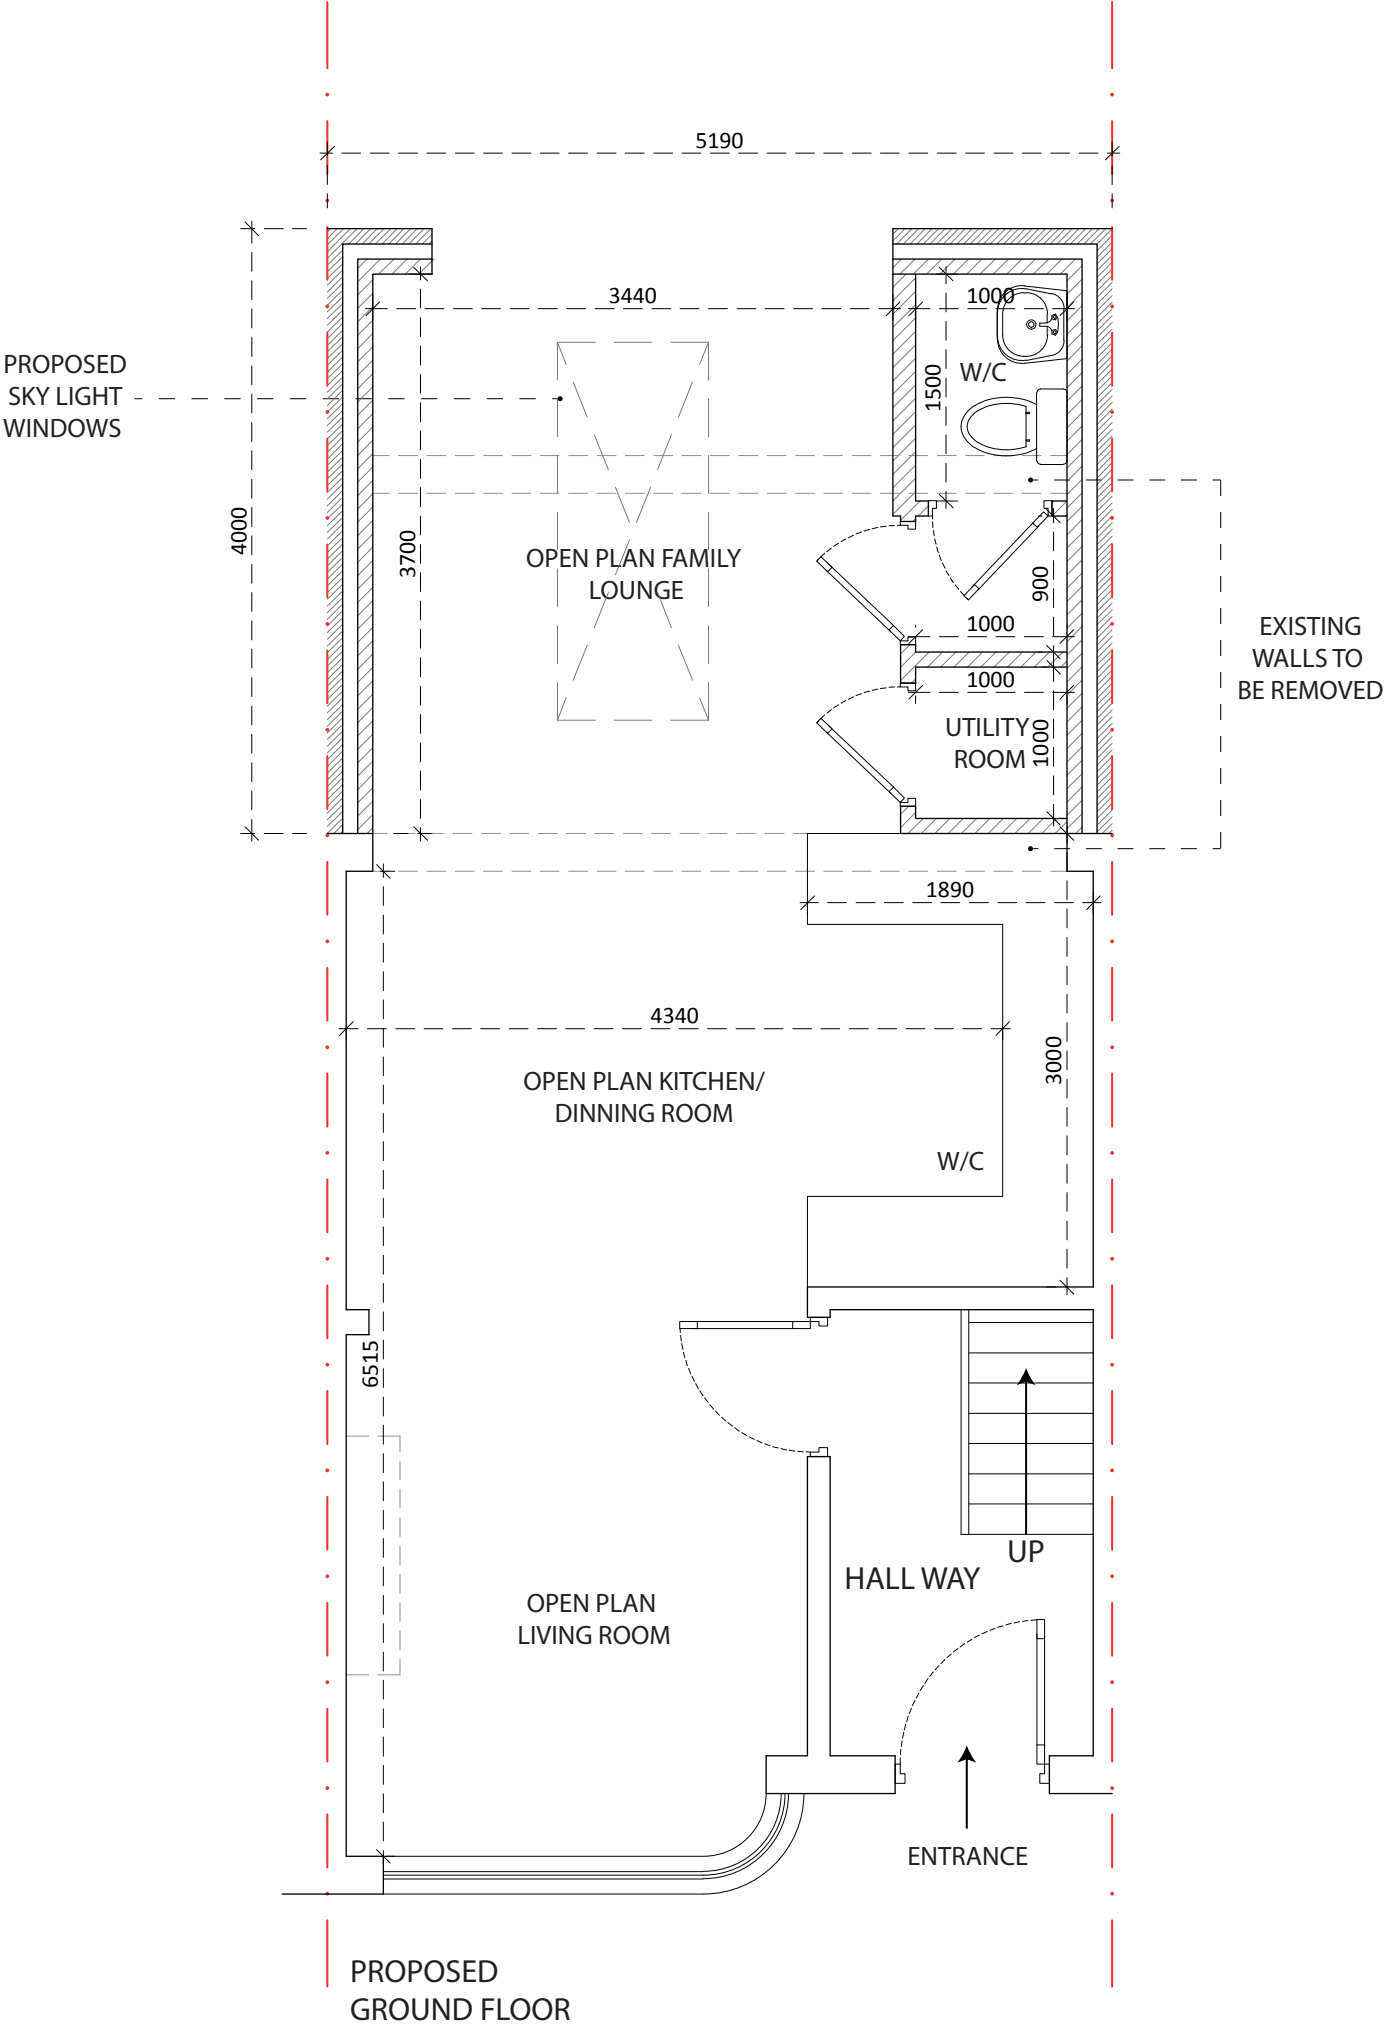 5190
3440
1000
PROPOSED
SKY LIGHT
WINDOWS
W/C
1500
4000
3700
OPEN PLAN FAMILY
LOUNGE
900
1000
EXISTING
WALLS TO
BE REMOVED
1000
UTILITY
ROOM
1000
1890
4340
3000
OPEN PLAN KITCHEN/
DINNING ROOM
W/C
6515
UP
HALL WAY
OPEN PLAN
LIVING ROOM
ENTRANCE
PROPOSED
GROUND FLOOR